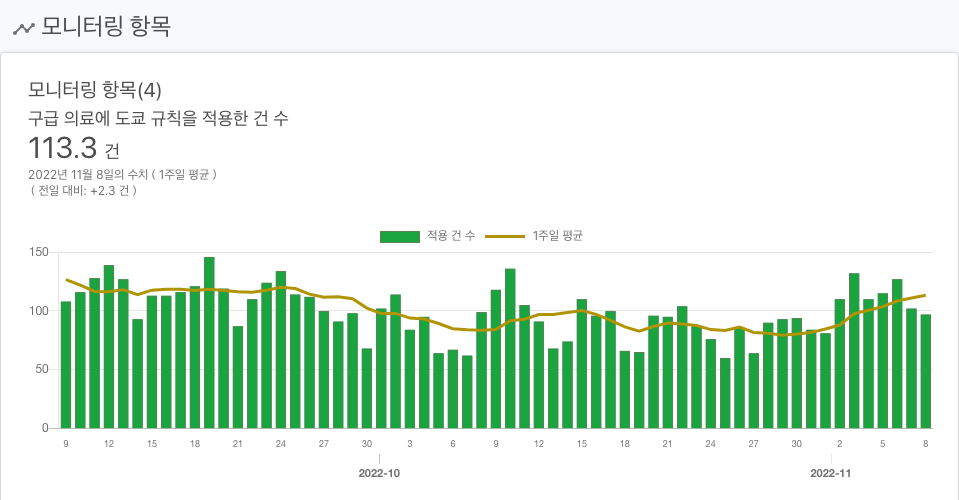 모니터링 항목
모니터링 항목(4)
구급 의료에 도쿄 규칙을 적용한 건 수
113.3 건
2022년 11월 8일의 수치 ( 1주일 평균 )
( 전일 대비: +2.3 건 )
적용 건 수 1주일 평균
150
100
50
0
9 12 15 18 21 24 27 30 3 6 9 12 15 18 21 24 27 30 2 5 8
2022-10 2022-11